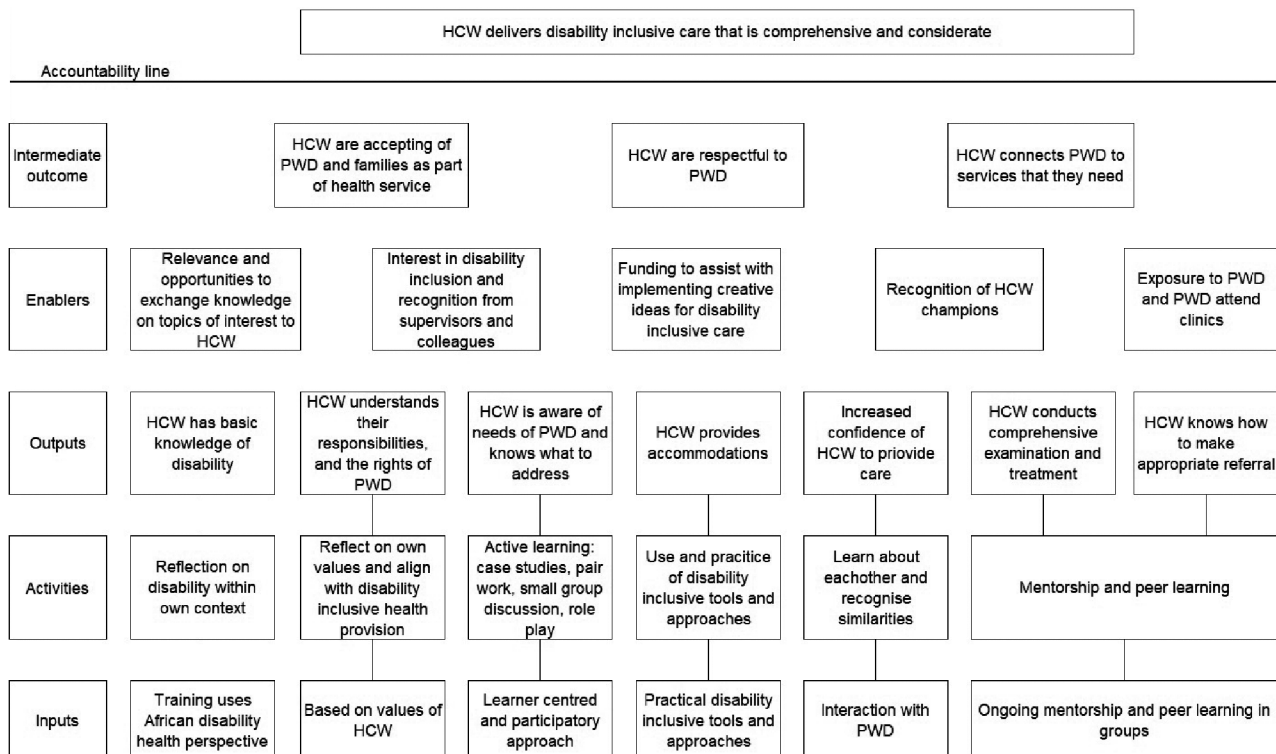 HCW delivers disability inclusive care that is comprehensive and considerate
Accountability line
Intermediate
outcome
HCW are accepting of
PWD and families as part
of health service
HCW are respectful to
PWD
HCW connects PWD to
services that they need
Enablers
Relevance and
opportunities to
exchange knowledge
on topics of interest to
HCW
Interest in disability
inclusion and
recognition from
supervisors and
colleagues
Funding to assist with
implementing creative
ideas for disability
inclusive care
Recognition of HCW
champions
Exposure to PWD
and PWD attend
clinics
Outputs
HCW has basic
knowledge of
disability
HCW understands
their
responsibilities,
and the rights of
PWD
HCW is aware of
needs of PWD and
knows what to
address
HCW provides
accommodations
Increased
confidence of
HCW to priovide
care
HCW conducts
comprehensive
examination and
treatment
HCW knows how
to make
appropriate referral
Activities
Reflection on
disability within
own context
Reflect on own
values and align
with disability
inclusive health
provision
Active learning:
case studies, pair
work, small group
discussion, role
play
Use and pracitice
of disability
inclusive tools and
approaches
Learn about
eachother and
recognise
similarities
Mentorship and peer learning
Inputs
Training uses
African disability
health perspective
Based on values of
HCW
Learner centred
and participatory
approach
Practical disability
inclusive tools and
approaches
Interaction with
PWD
Ongoing mentorship and peer learning in
groups